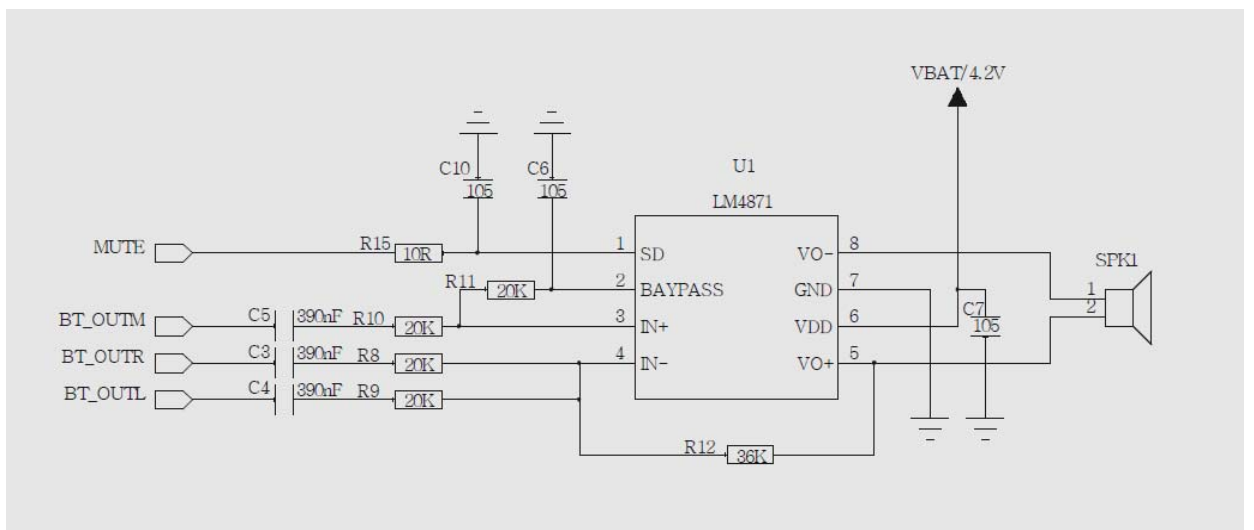 VBAT/4.2V
C10
105
C6
105
U1
LM4871
MUTE
R15
10R
1
SD
VO-
8
SPK1
R11
20K
2
BAYPASS
GND
7
1
2
BT_OUTM
C5
390nF
R10
20K
3
IN+
VDD
6
C7
105
BT_OUTR
C3
390nF
R8
20K
4
IN-
VO+
5
BT_OUTL
C4
390nF
R9
20K
R12
36K